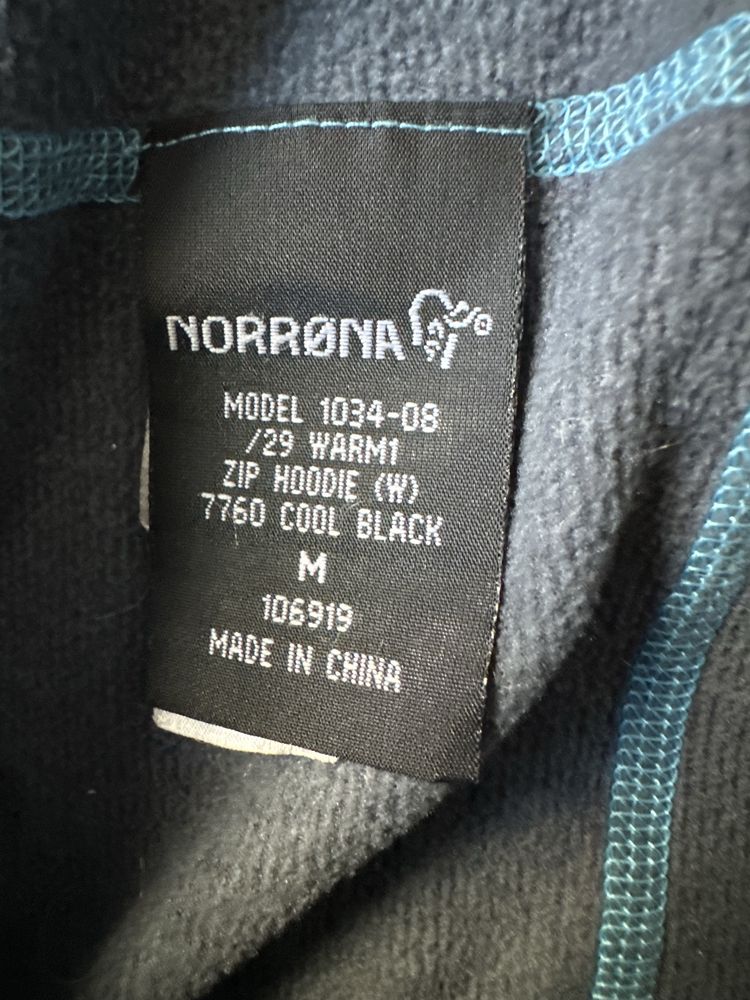 NORRØNA
MODEL 1034-08
/29 WARM1
ZIP HOODIE (W)
7760 COOL BLACK
M
106919
MADE IN CHINA